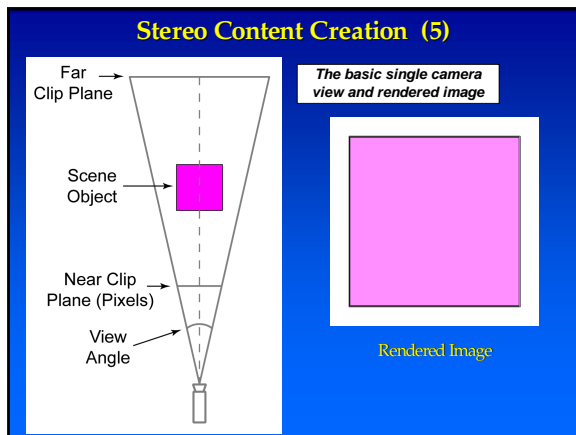 Stereo Content Creation (5)
Far
Clip Plane
Scene
Object
Near Clip
Plane (Pixels)
View
Angle
The basic single camera
view and rendered image
Rendered Image